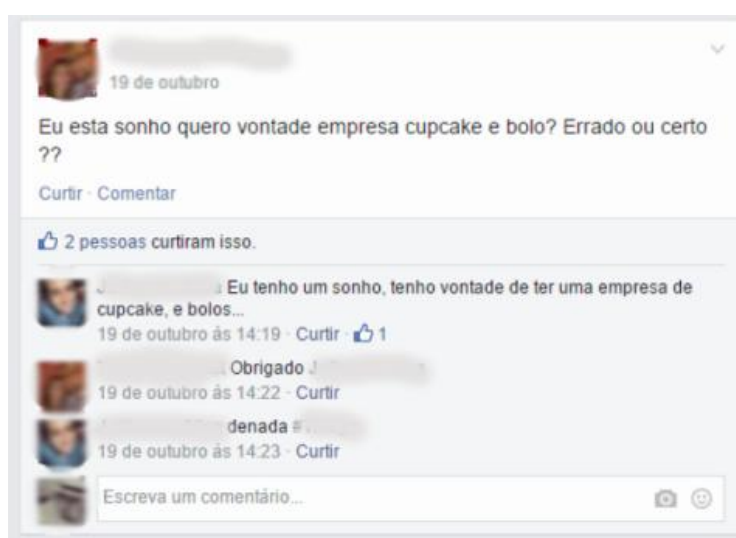 19 de outubro
Eu esta sonho quero vontade empresa cupcake e bolo? Errado ou certo
??
Curtir · Comentar
2 pessoas curtiram isso.
Eu tenho um sonho, tenho vontade de ter uma empresa de
cupcake, e bolos...
19 de outubro ás 14:19 · Curtir · 1
Obrigado
19 de outubro ás 14:22 · Curtir
denada #
19 de outubro ás 14:23 · Curtir
Escreva um comentário...